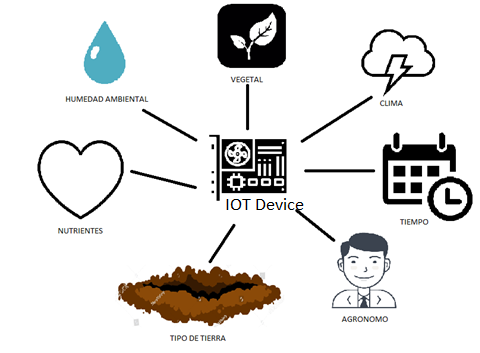 VEGETAL
HUMEDAD AMBIENTAL
CLIMA
IOT Device
NUTRIENTES
TIEMPO
AGRONOMO
TIPO DE TIERRA